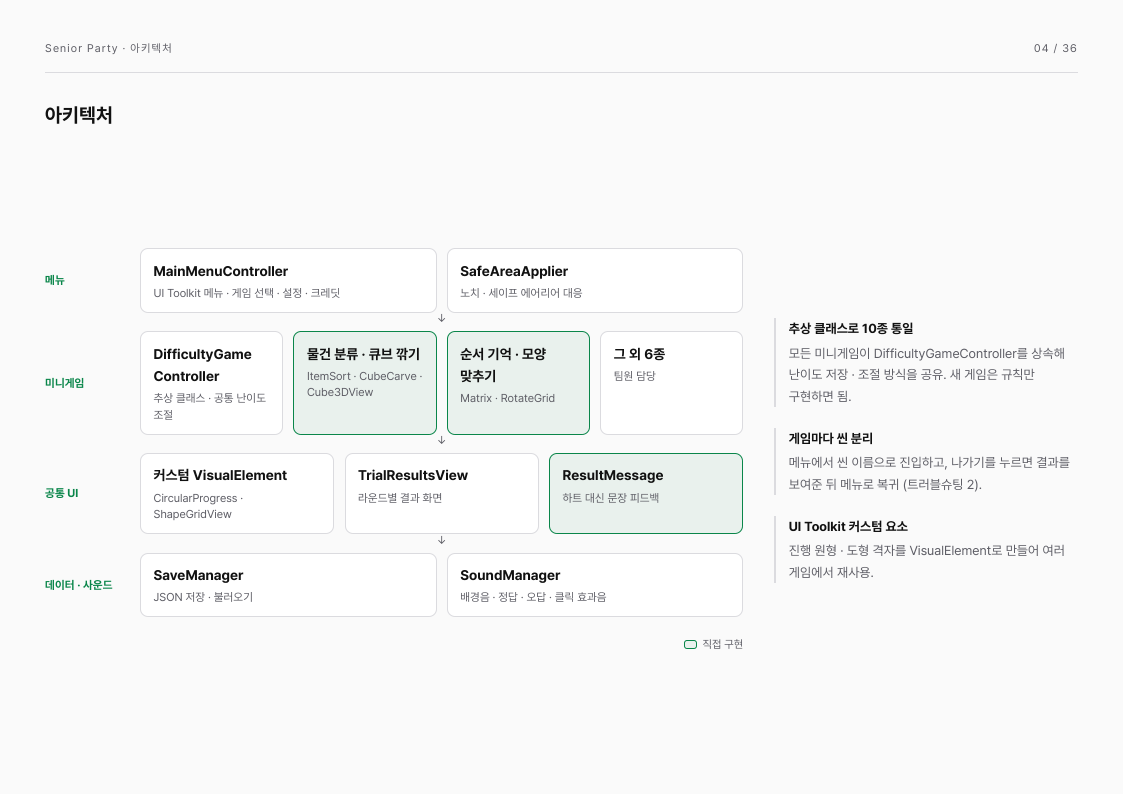 Senior Party · 아키텍처
04 / 36
아키텍처
메뉴
MainMenuController
UI Toolkit 메뉴 · 게임 선택 · 설정 · 크레딧
SafeAreaApplier
노치 · 세이프 에어리어 대응
↓
미니게임
DifficultyGame
Controller
추상 클래스 · 공통 난이도
조절
물건 분류 · 큐브 깎기
ItemSort · CubeCarve ·
Cube3DView
순서 기억 · 모양
맞추기
Matrix · RotateGrid
그 외 6종
팀원 담당
↓
공통 UI
커스텀 VisualElement
CircularProgress ·
ShapeGridView
TrialResultsView
라운드별 결과 화면
ResultMessage
하트 대신 문장 피드백
↓
데이터 · 사운드
SaveManager
JSON 저장 · 불러오기
SoundManager
배경음 · 정답 · 오답 · 클릭 효과음
직접 구현
추상 클래스로 10종 통일
모든 미니게임이 DifficultyGameController를 상속해
난이도 저장 · 조절 방식을 공유. 새 게임은 규칙만
구현하면 됨.
게임마다 씬 분리
메뉴에서 씬 이름으로 진입하고, 나가기를 누르면 결과를
보여준 뒤 메뉴로 복귀 (트러블슈팅 2).
UI Toolkit 커스텀 요소
진행 원형 · 도형 격자를 VisualElement로 만들어 여러
게임에서 재사용.